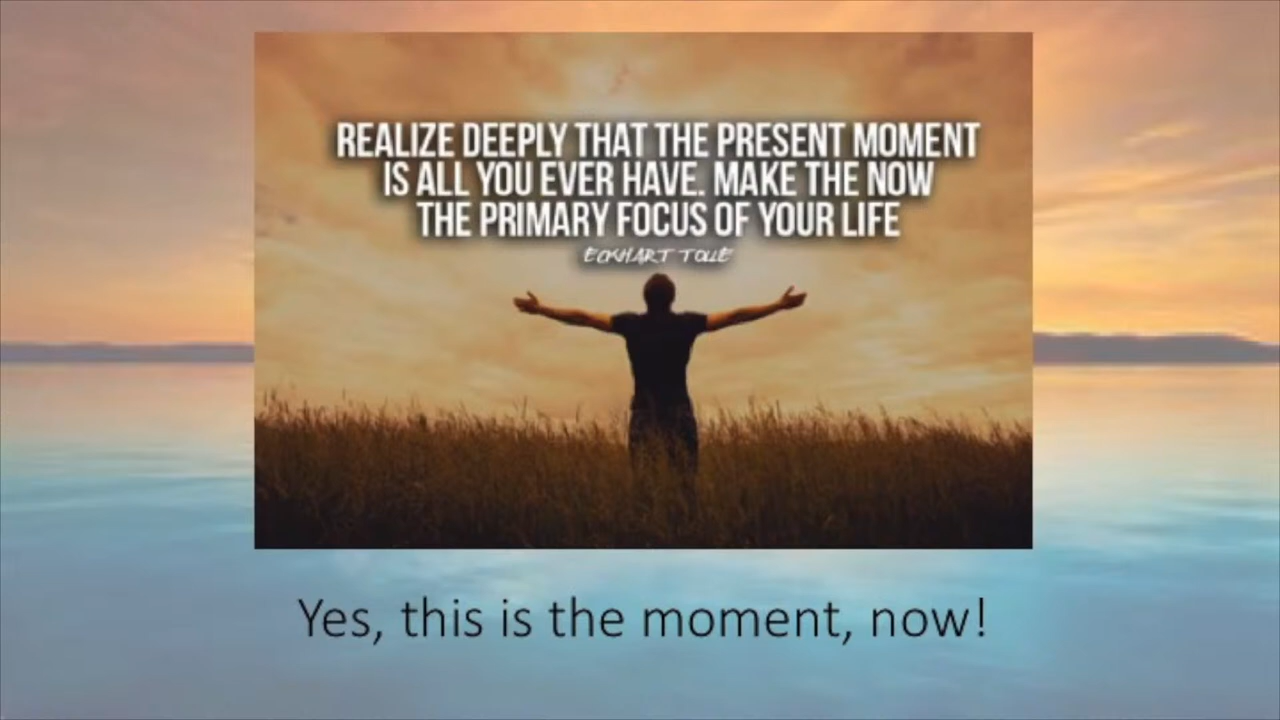 REALIZE DEEPLY THAT THE PRESENT MOMENT
IS ALL YOU EVER HAVE. MAKE THE NOW
THE PRIMARY FOCUS OF YOUR LIFE
ECKHART TOLLE
Yes, this is the moment, now!